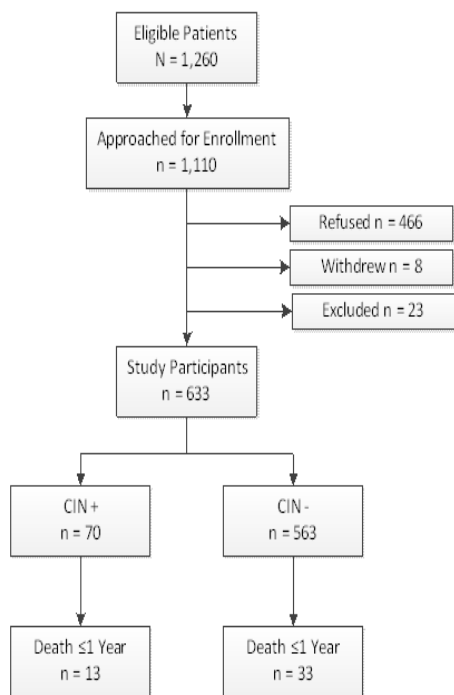 Eligible Patients
N = 1,260
Approached for Enrollment
n = 1,110
Refused n = 466
Withdrew n = 8
Excluded n = 23
Study Participants
n = 633
CIN +
n = 70
CIN -
n = 563
Death ≤1 Year
n = 13
Death ≤1 Year
n = 33